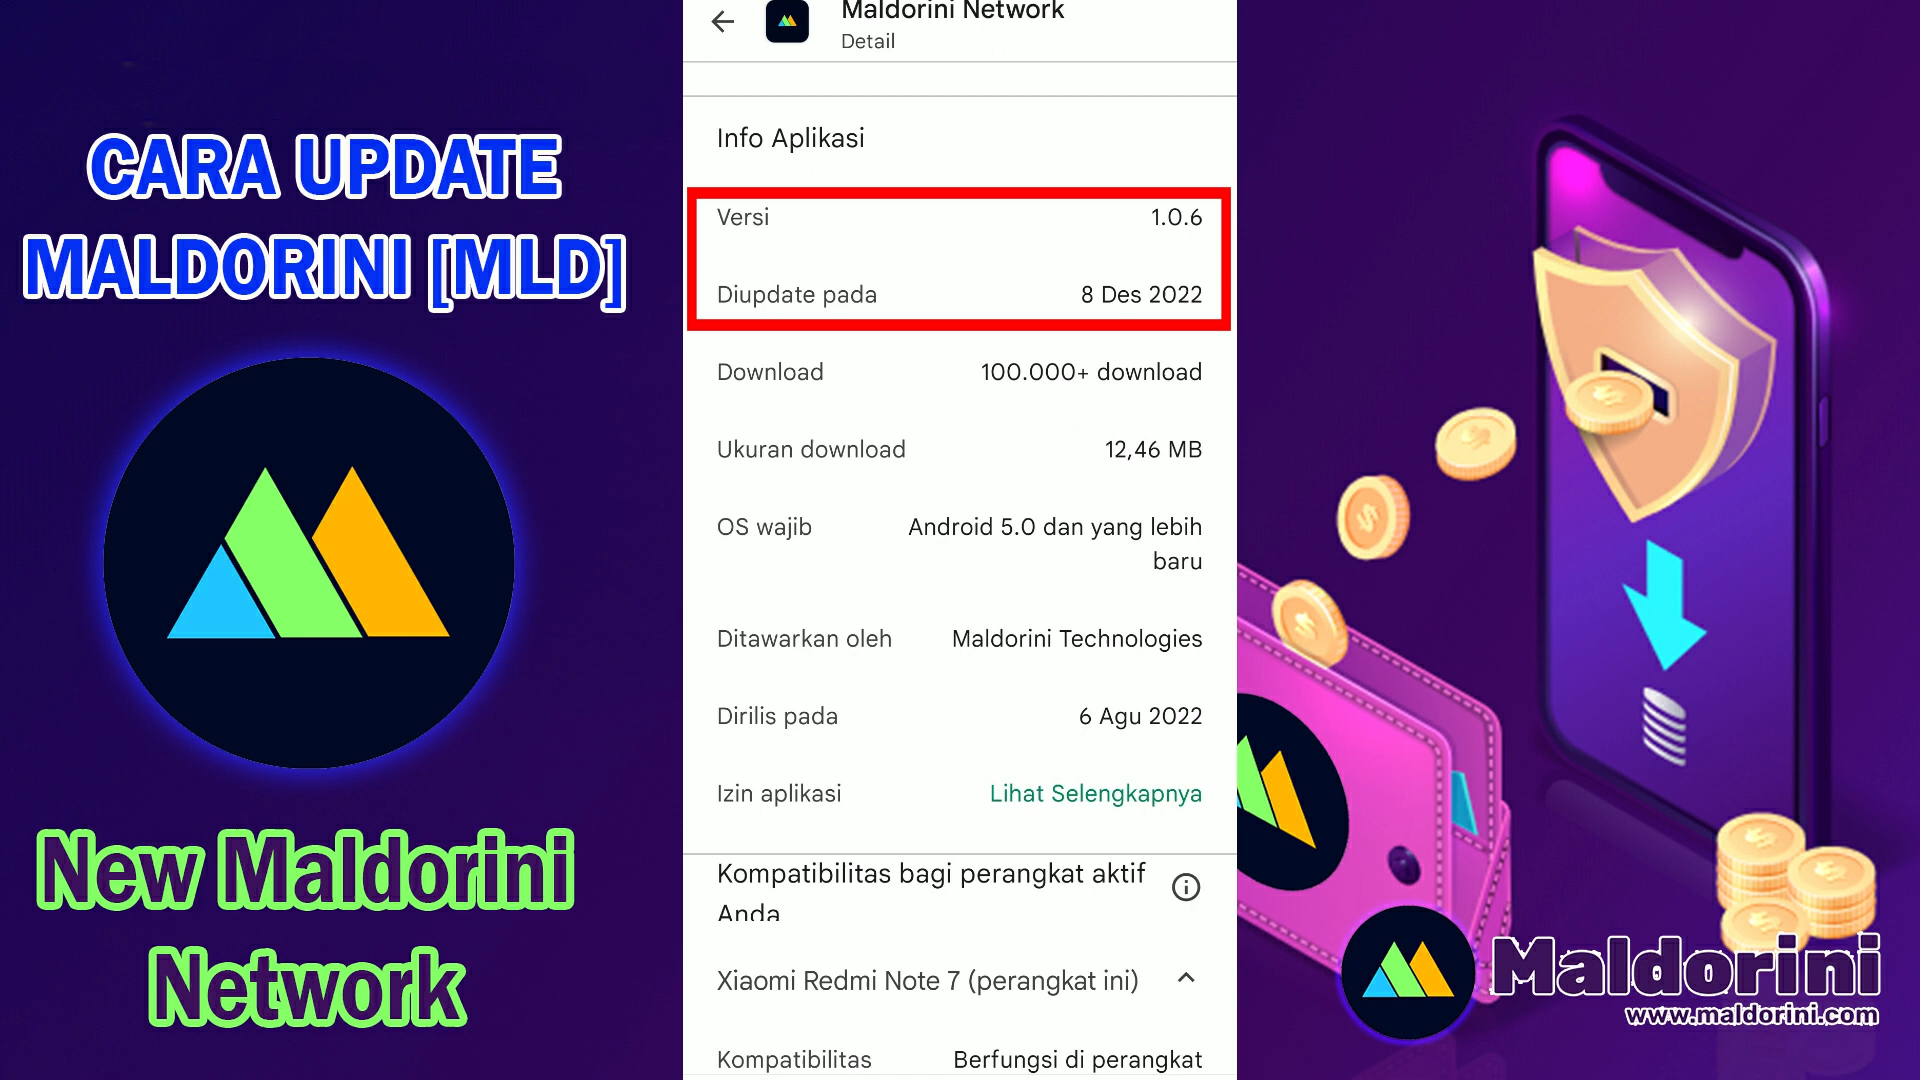 CARA UPDATE
MALDORINI [MLD]
New Maldorini
Network
Maldorini Network
Detail
Info Aplikasi
Versi 1.0.6
Diupdate pada 8 Des 2022
Download 100.000+ download
Ukuran download 12,46 MB
OS wajib Android 5.0 dan yang lebih
baru
Ditawarkan oleh Maldorini Technologies
Dirilis pada 6 Agu 2022
Izin aplikasi Lihat Selengkapnya
Kompatibilitas bagi perangkat aktif
Anda
Xiaomi Redmi Note 7 (perangkat ini)
Kompatibilitas Berfungsi di perangkat
Maldorini
www.maldorini.com